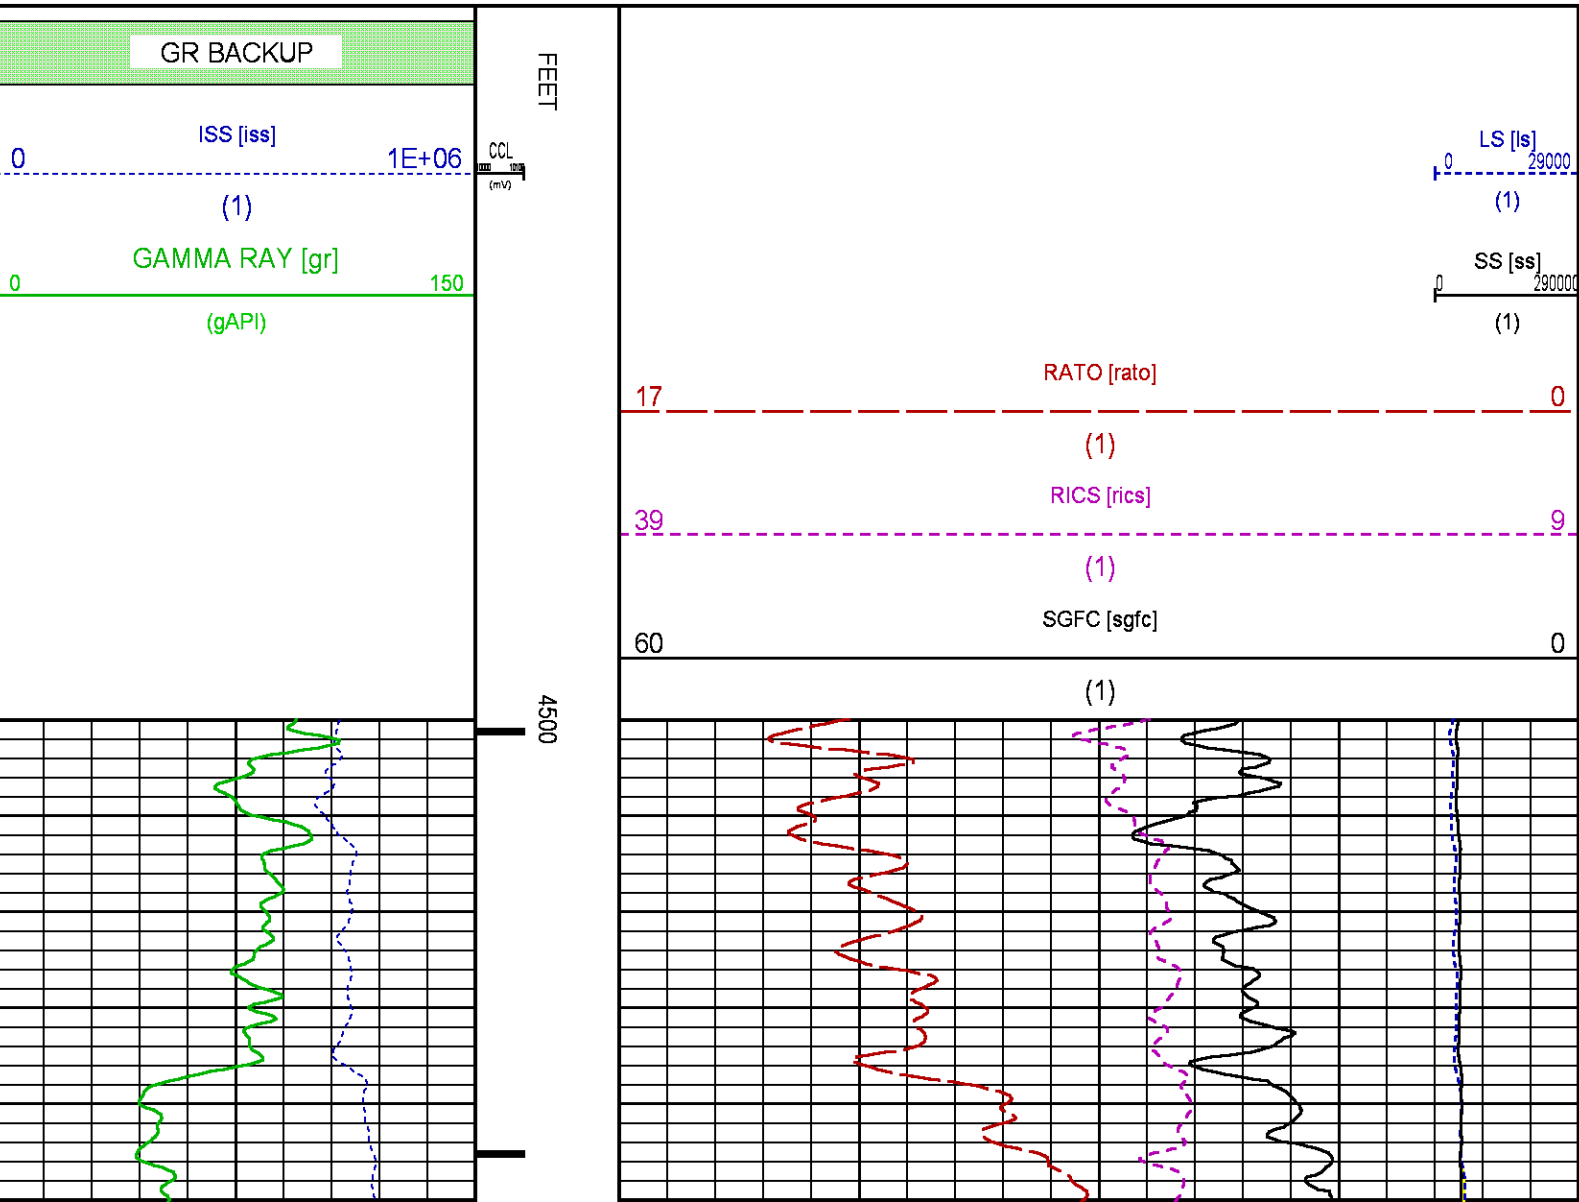 GR BACKUP
FEET
ISS [iss]
0 1E+06
(1)
CCL
(mV)
LS [ls]
0 29000
(1)
GAMMA RAY [gr]
0 150
(gAPI)
SS [ss]
0 290000
(1)
RATO [rato]
17 0
(1)
RICS [rics]
39 9
(1)
SGFC [sgfc]
60 0
(1)
4500